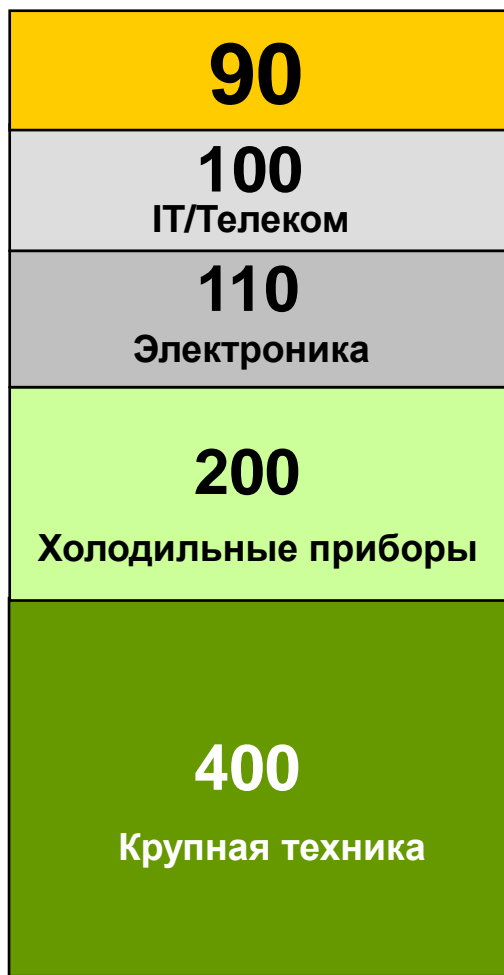 90
100
IT/Телеком
110
Электроника
200
Холодильные приборы
400
Крупная техника